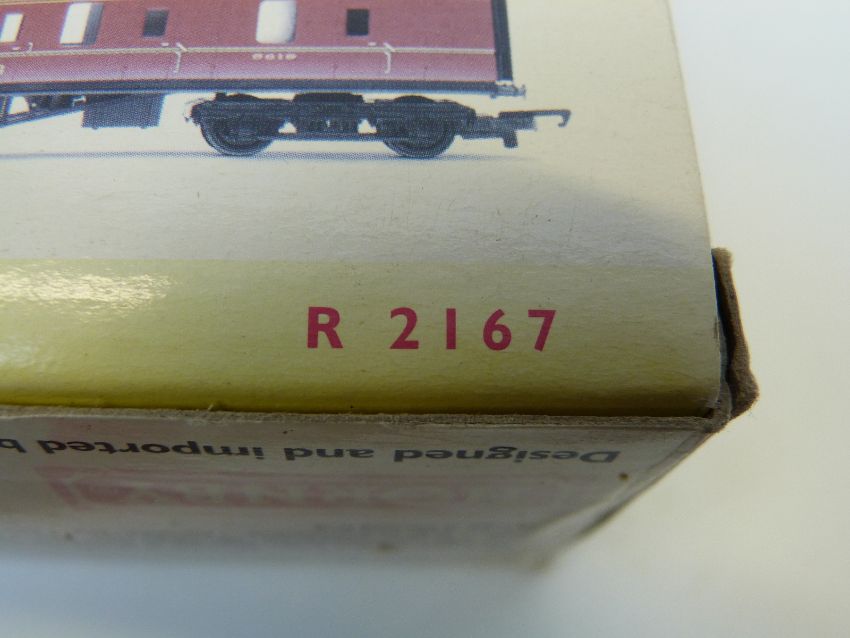 R 2167
Designed and imported b